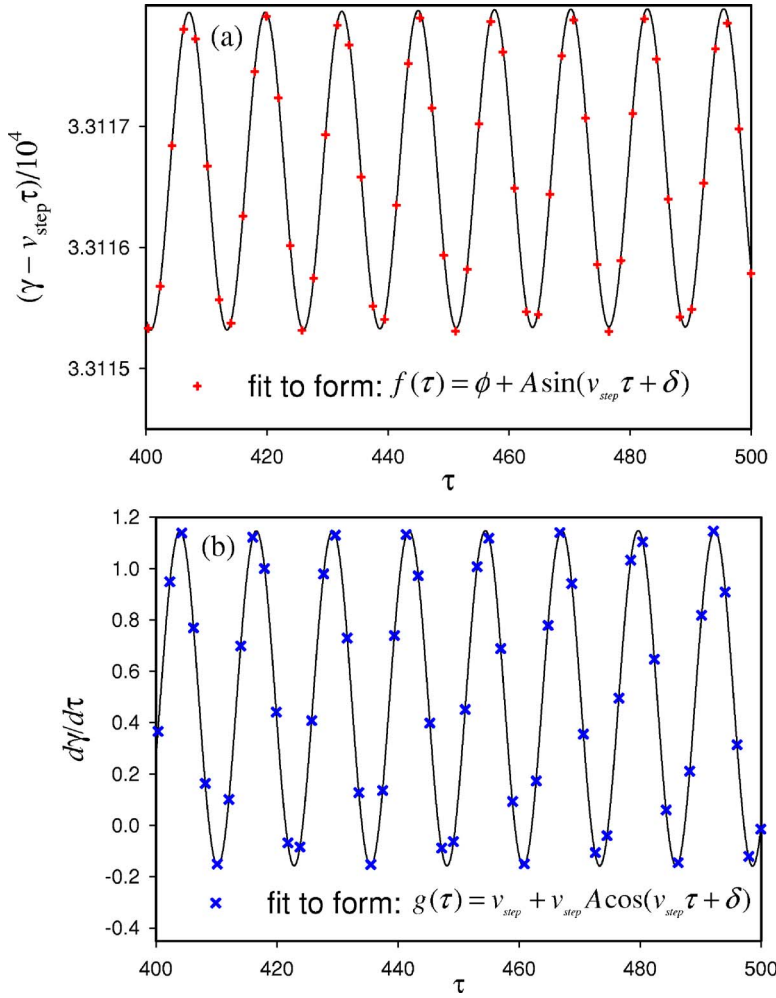 (a)
(γ − v_step τ)/10^4
3.3117
3.3116
3.3115
fit to form: f(τ) = ϕ + A sin(v_step τ + δ)
400 420 440 460 480 500
τ
(b)
dγ/dτ
1.2
1.0
0.8
0.6
0.4
0.2
0.0
-0.2
-0.4
fit to form: g(τ) = v_step + v_step A cos(v_step τ + δ)
400 420 440 460 480 500
τ